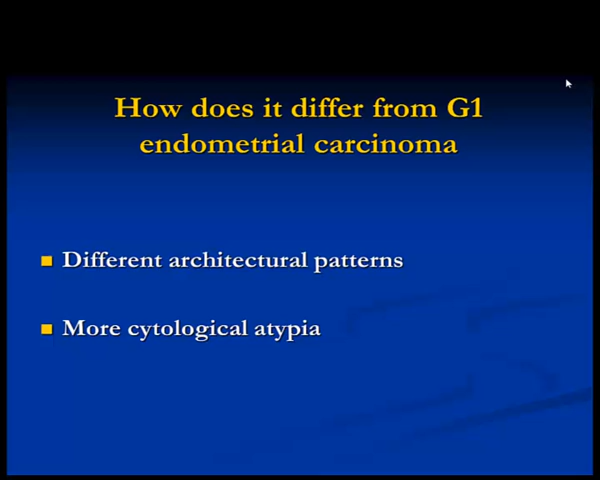 How does it differ from G1
endometrial carcinoma
Different architectural patterns
More cytological atypia